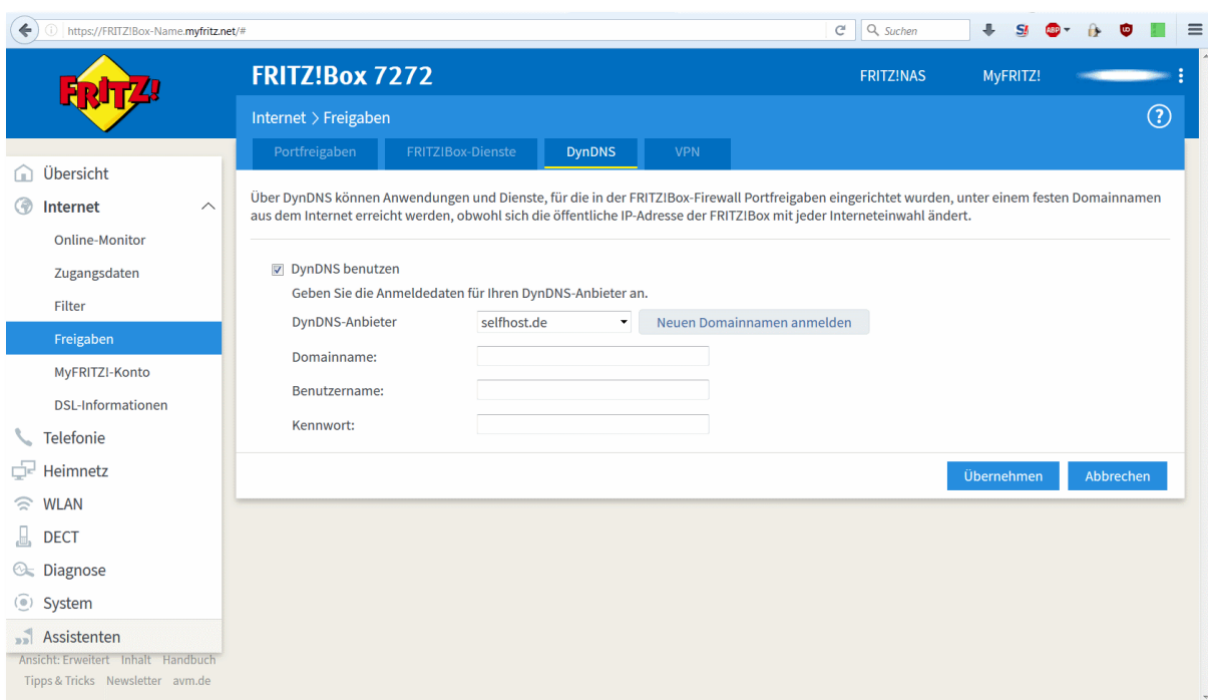 https://FRITZ!Box-Name.myfritz.net/#
Suchen
S!
ABP
UD
FRITZ!
FRITZ!Box 7272
FRITZ!NAS
MyFRITZ!
Internet > Freigaben
?
Portfreigaben
FRITZ!Box-Dienste
DynDNS
VPN
Übersicht
Internet
Online-Monitor
Zugangsdaten
Filter
Freigaben
MyFRITZ!-Konto
DSL-Informationen
Telefonie
Heimnetz
WLAN
DECT
Diagnose
System
Assistenten
Ansicht: Erweitert Inhalt Handbuch
Tipps & Tricks Newsletter avm.de
Über DynDNS können Anwendungen und Dienste, für die in der FRITZ!Box-Firewall Portfreigaben eingerichtet wurden, unter einem festen Domainnamen
aus dem Internet erreicht werden, obwohl sich die öffentliche IP-Adresse der FRITZ!Box mit jeder Interneteinwahl ändert.
DynDNS benutzen
Geben Sie die Anmeldedaten für Ihren DynDNS-Anbieter an.
DynDNS-Anbieter selfhost.de Neuen Domainnamen anmelden
Domainname:
Benutzername:
Kennwort:
Übernehmen Abbrechen